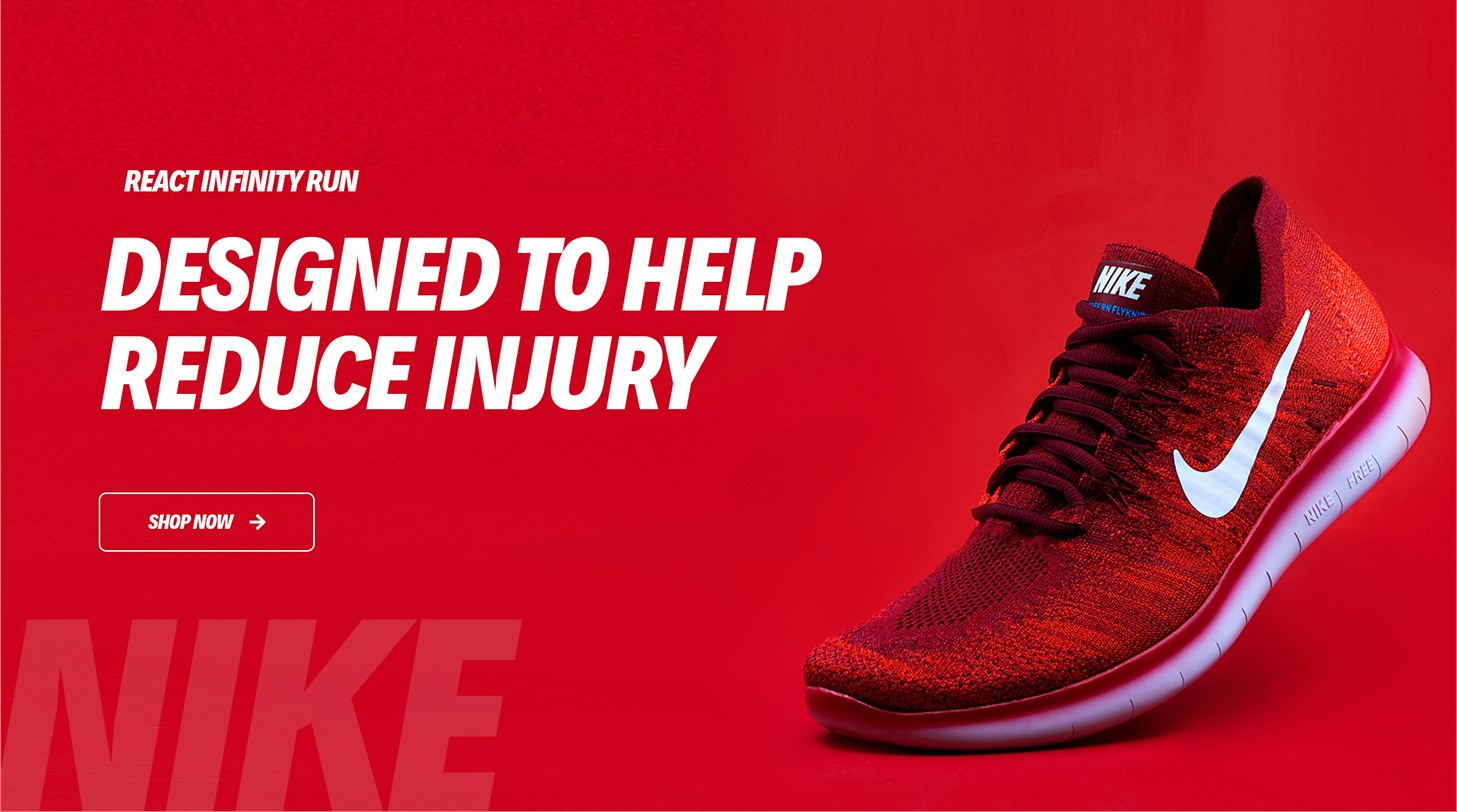 REACT INFINITY RUN
DESIGNED TO HELP
REDUCE INJURY
SHOP NOW
NIKE
NIKE
NIKE FREE